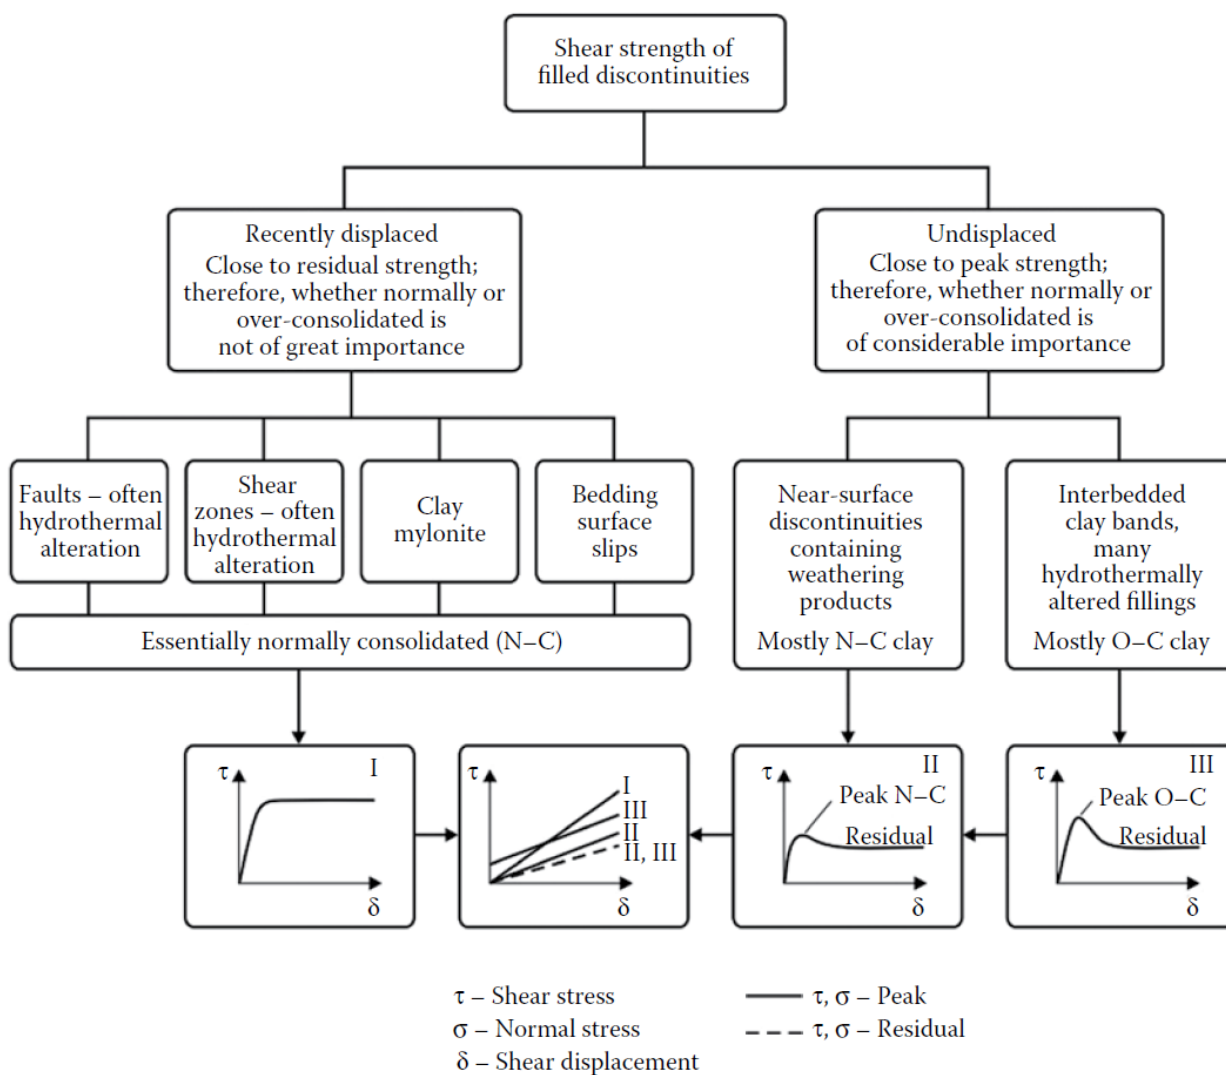 Shear strength of
filled discontinuities
Recently displaced
Close to residual strength;
therefore, whether normally or
over-consolidated is
not of great importance
Undisplaced
Close to peak strength;
therefore, whether normally or
over-consolidated is
of considerable importance
Faults – often
hydrothermal
alteration
Shear
zones – often
hydrothermal
alteration
Clay
mylonite
Bedding
surface
slips
Near-surface
discontinuities
containing
weathering
products
Mostly N–C clay
Interbedded
clay bands,
many
hydrothermally
altered fillings
Mostly O–C clay
Essentially normally consolidated (N–C)
τ
I
δ
τ
I
III
II
II, III
δ
τ
II
Peak N–C
Residual
δ
τ
III
Peak O–C
Residual
δ
τ – Shear stress
σ – Normal stress
δ – Shear displacement
τ, σ – Peak
τ, σ – Residual